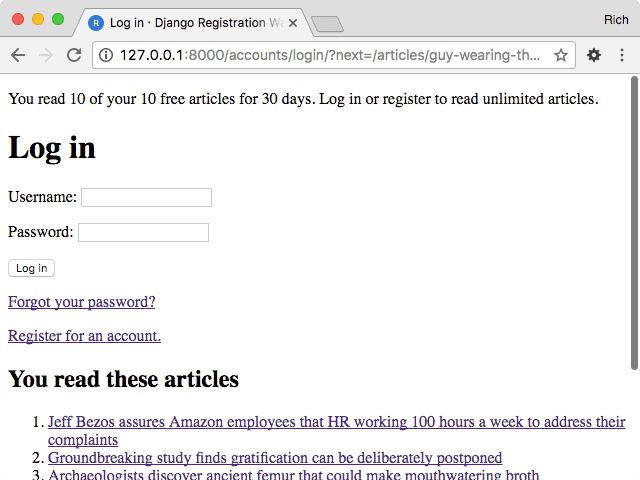 Log in · Django Registration Wa
Rich
127.0.0.1:8000/accounts/login/?next=/articles/guy-wearing-th...
You read 10 of your 10 free articles for 30 days. Log in or register to read unlimited articles.
Log in
Username:
Password:
Log in
Forgot your password?
Register for an account.
You read these articles
1. Jeff Bezos assures Amazon employees that HR working 100 hours a week to address their
complaints
2. Groundbreaking study finds gratification can be deliberately postponed
3. Archaeologists discover ancient femur that could make mouthwatering broth